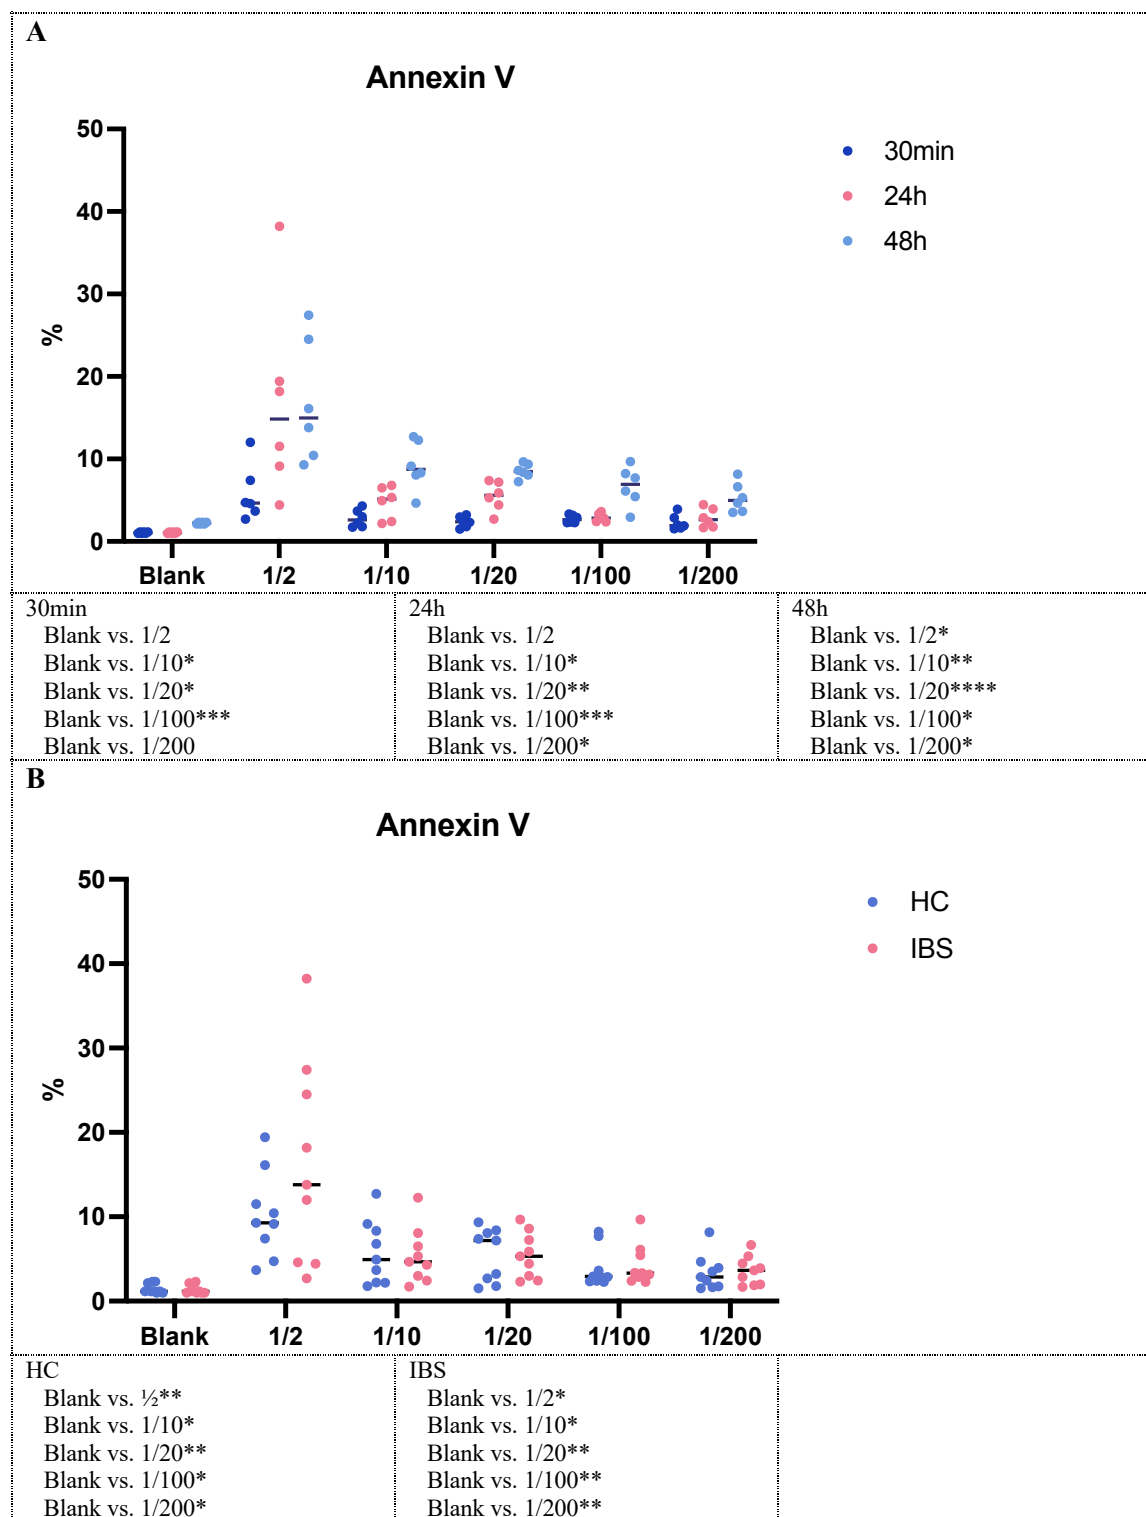 A
Annexin V
50
40
30
20
10
0
%
30min
24h
48h
Blank 1/2 1/10 1/20 1/100 1/200
30min
Blank vs. 1/2
Blank vs. 1/10*
Blank vs. 1/20*
Blank vs. 1/100***
Blank vs. 1/200
24h
Blank vs. 1/2
Blank vs. 1/10*
Blank vs. 1/20**
Blank vs. 1/100***
Blank vs. 1/200*
48h
Blank vs. 1/2*
Blank vs. 1/10**
Blank vs. 1/20****
Blank vs. 1/100*
Blank vs. 1/200*
B
Annexin V
50
40
30
20
10
0
%
HC
IBS
Blank 1/2 1/10 1/20 1/100 1/200
HC
Blank vs. ½**
Blank vs. 1/10*
Blank vs. 1/20**
Blank vs. 1/100*
Blank vs. 1/200*
IBS
Blank vs. 1/2*
Blank vs. 1/10*
Blank vs. 1/20**
Blank vs. 1/100**
Blank vs. 1/200**